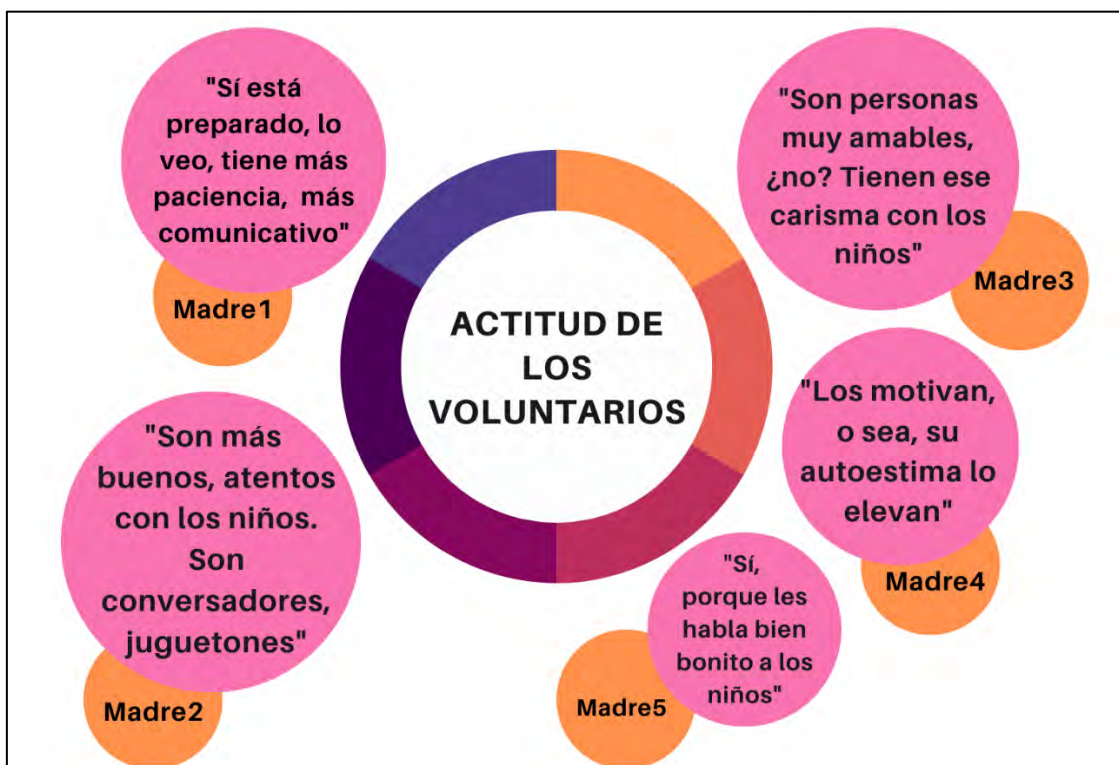 "Sí está
preparado, lo
veo, tiene más
paciencia, más
comunicativo"
Madre1
"Son más
buenos, atentos
con los niños.
Son
conversadores,
juguetones"
Madre2
ACTITUD DE
LOS
VOLUNTARIOS
"Son personas
muy amables,
¿no? Tienen ese
carisma con los
niños"
Madre3
"Los motivan,
o sea, su
autoestima lo
elevan"
Madre4
"Sí,
porque les
habla bien
bonito a los
niños"
Madre5